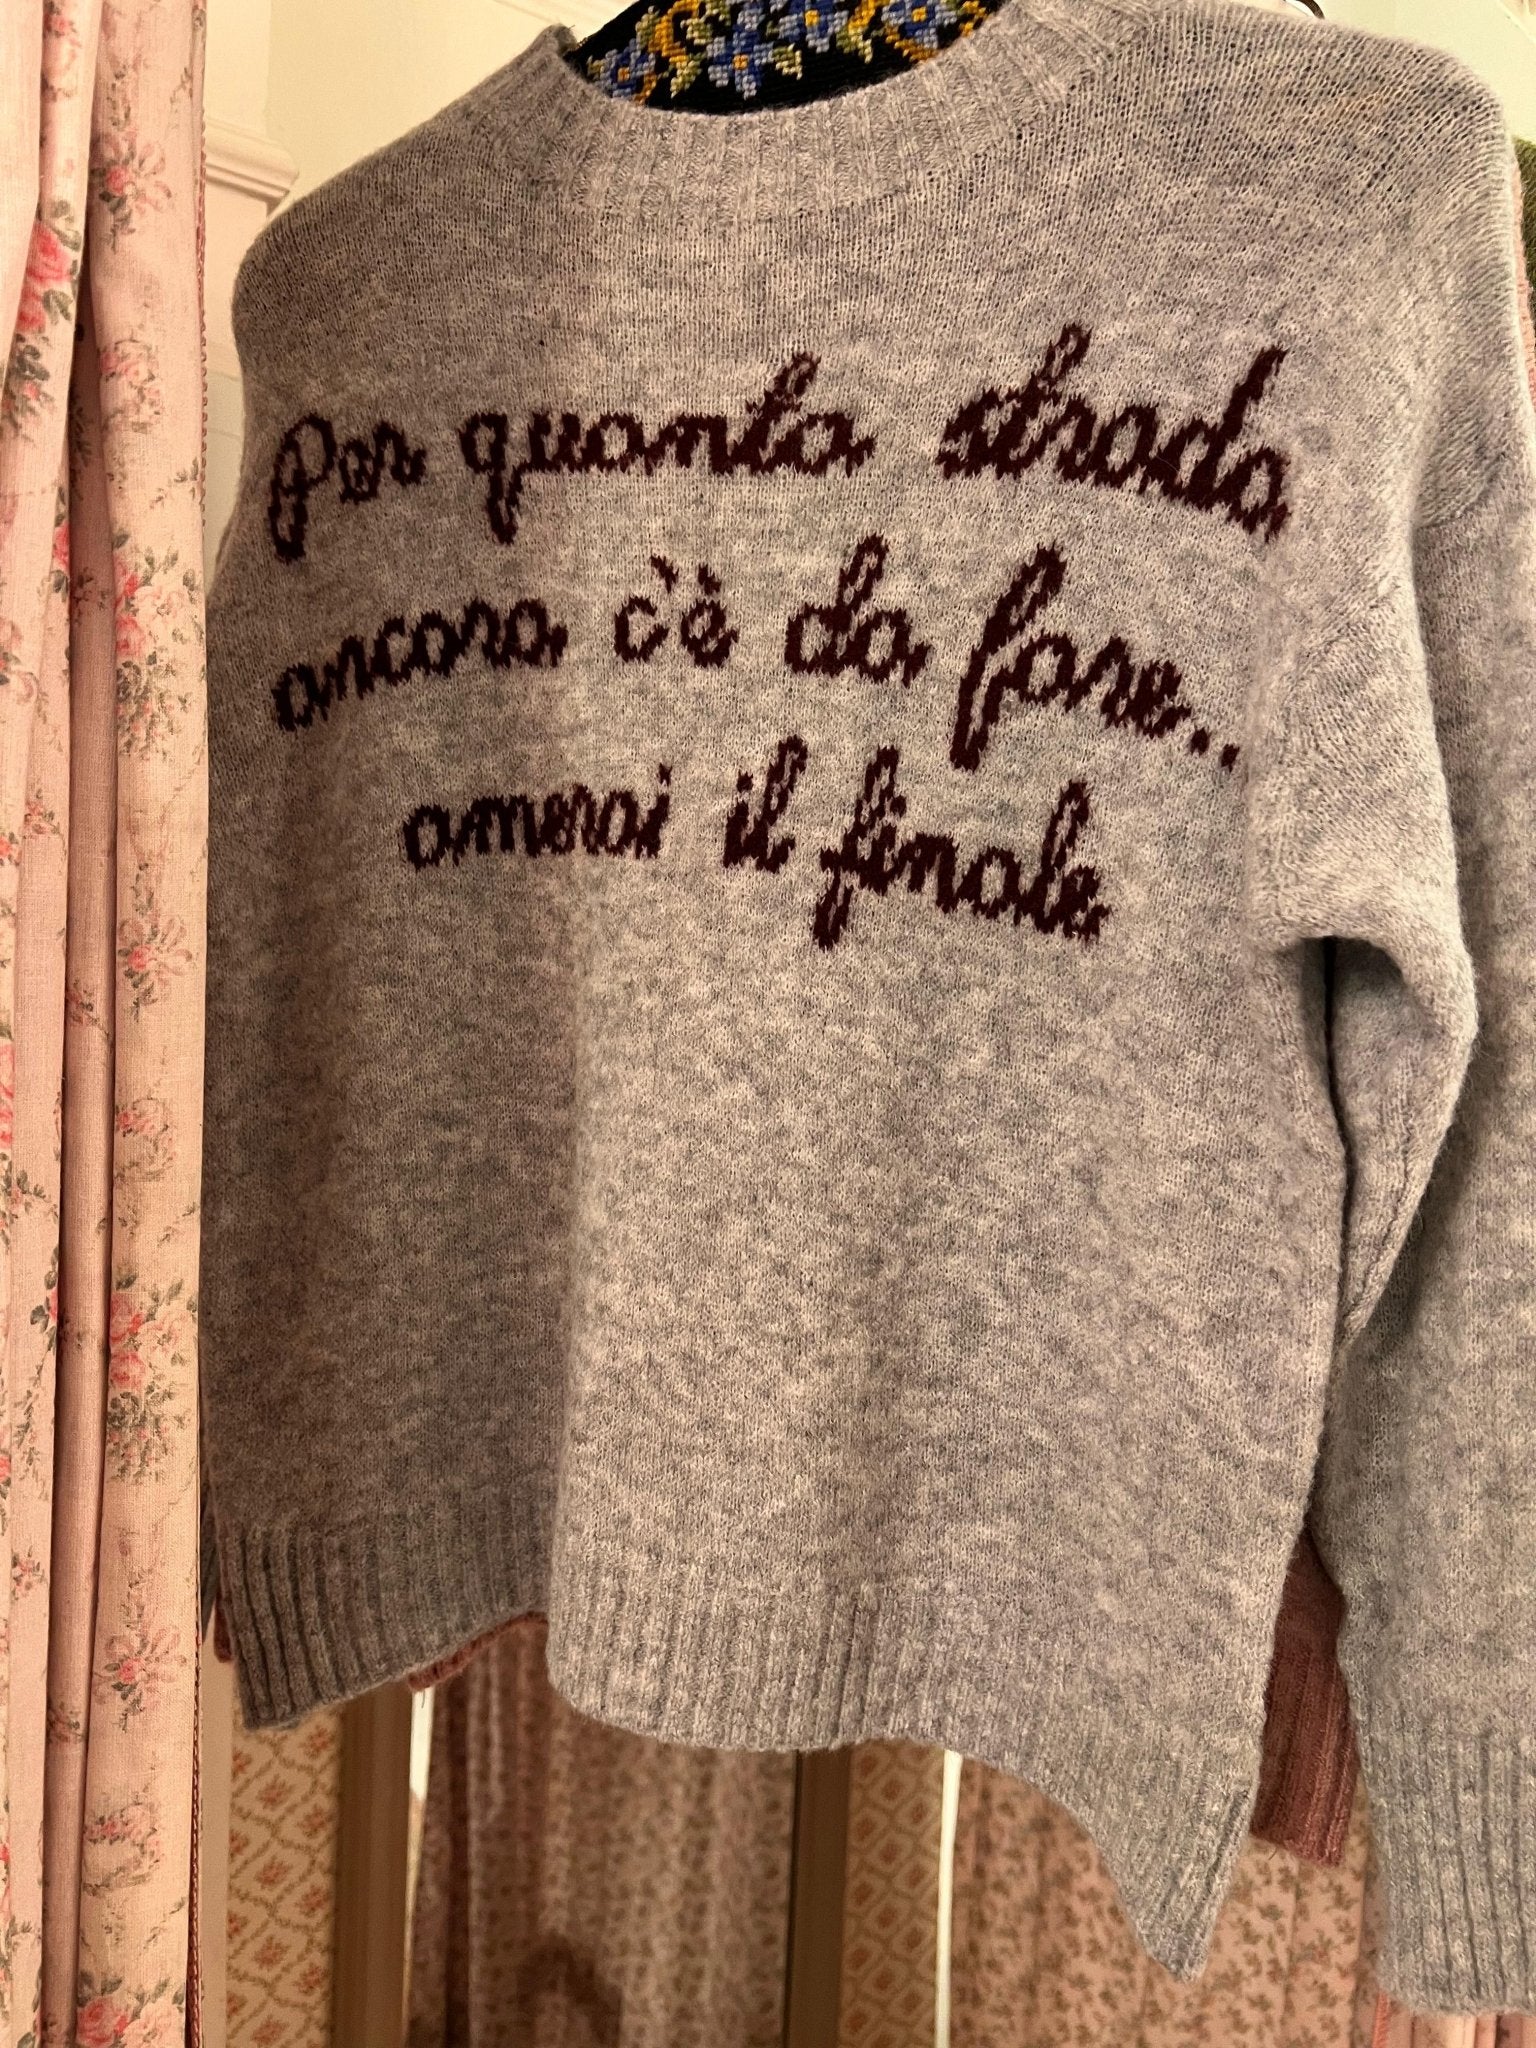 Per quanta strada
ancora c'è da fare..
amerai il finale